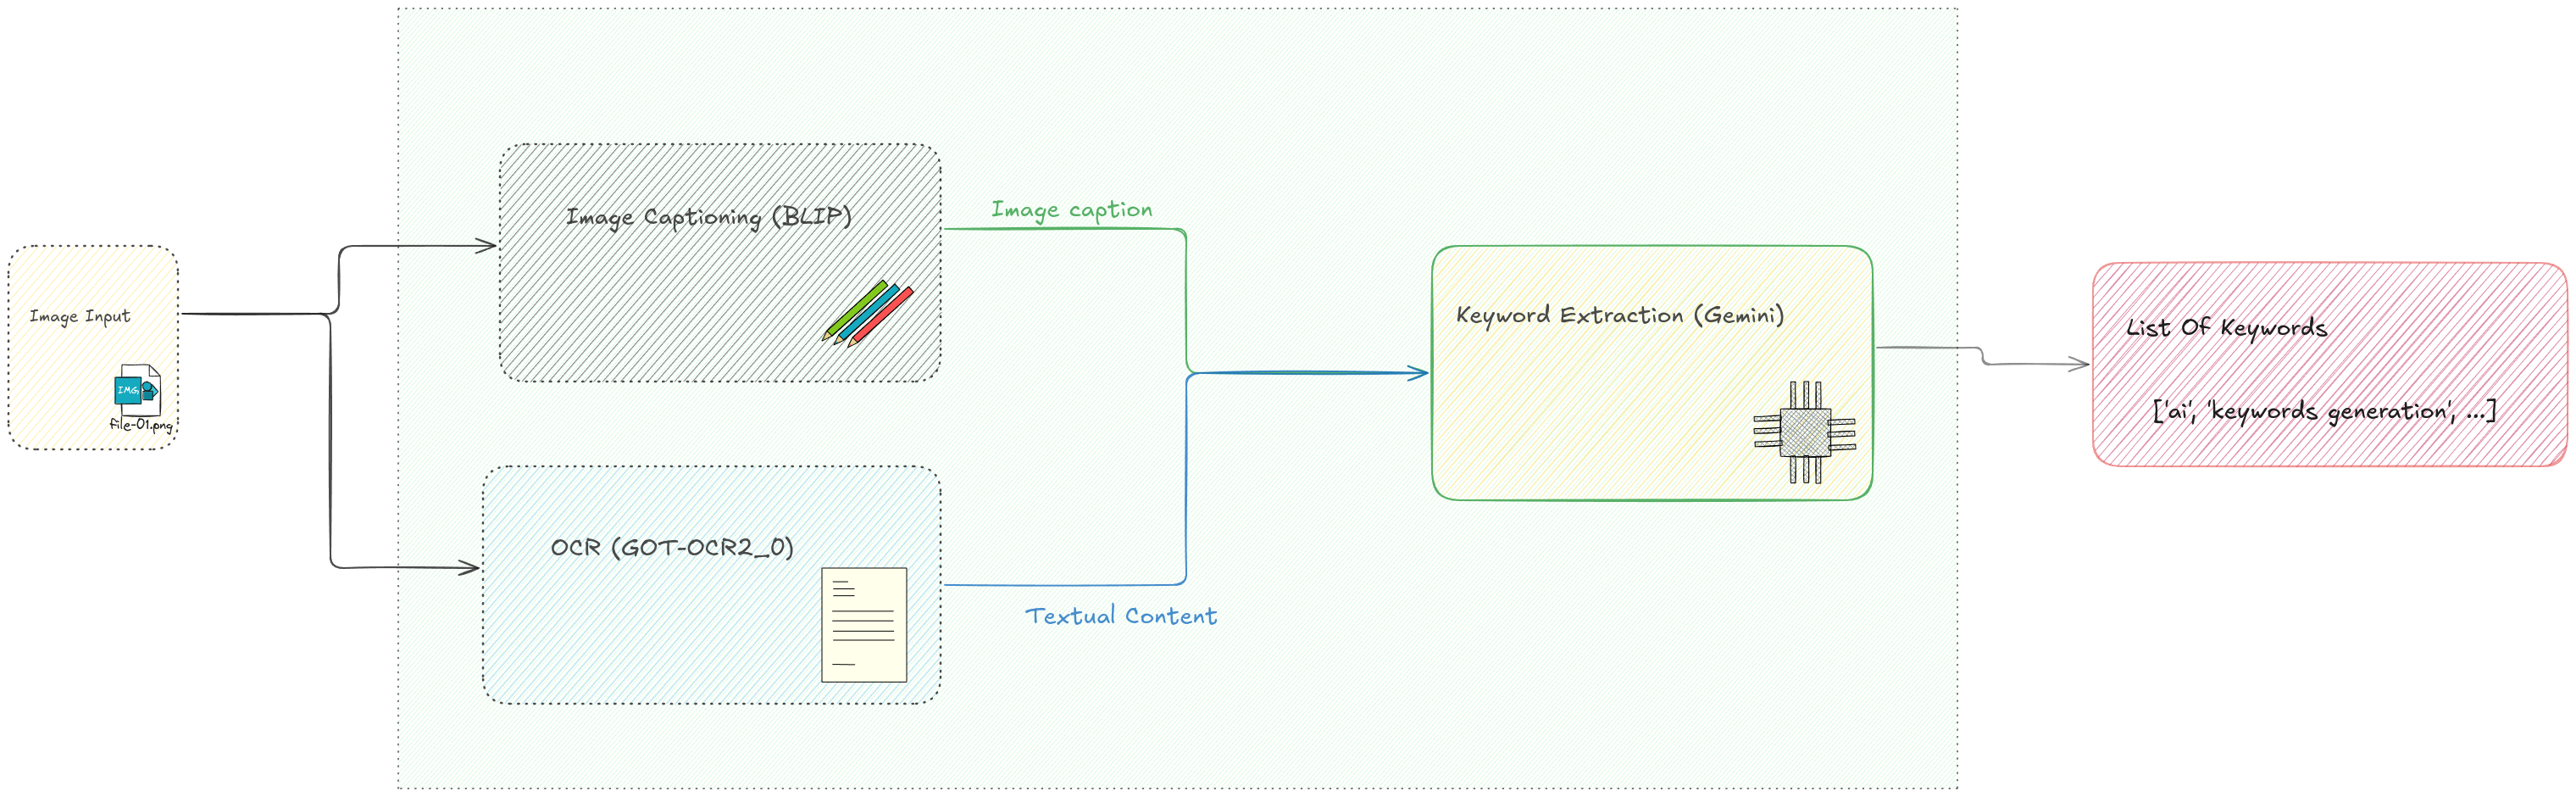 Image Input
IMG
file-01.png
Image Captioning (BLIP)
Image caption
OCR (GOT-OCR2_0)
Textual Content
Keyword Extraction (Gemini)
List Of Keywords
['ai', 'keywords generation', ...]